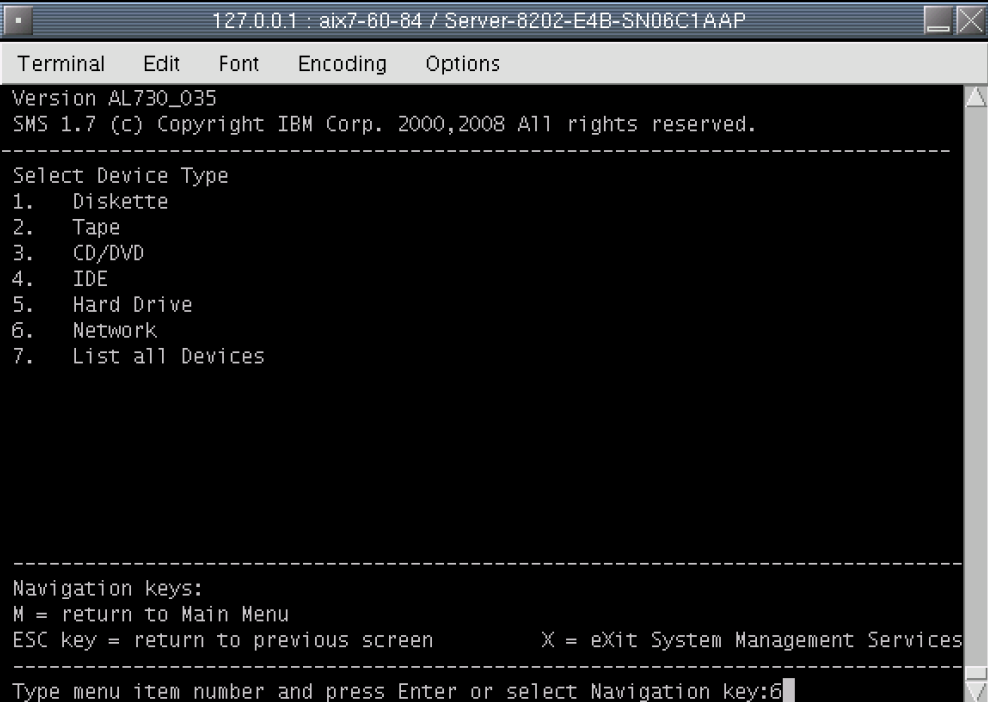 127.0.0.1 : aix7-60-84 / Server-8202-E4B-SN06C1AAP
Terminal Edit Font Encoding Options
Version AL730_035
SMS 1.7 (c) Copyright IBM Corp. 2000,2008 All rights reserved.
-------------------------------------------------------------------------------
Select Device Type
1. Diskette
2. Tape
3. CD/DVD
4. IDE
5. Hard Drive
6. Network
7. List all Devices
-------------------------------------------------------------------------------
Navigation keys:
M = return to Main Menu
ESC key = return to previous screen X = eXit System Management Services
-------------------------------------------------------------------------------
Type menu item number and press Enter or select Navigation key:6